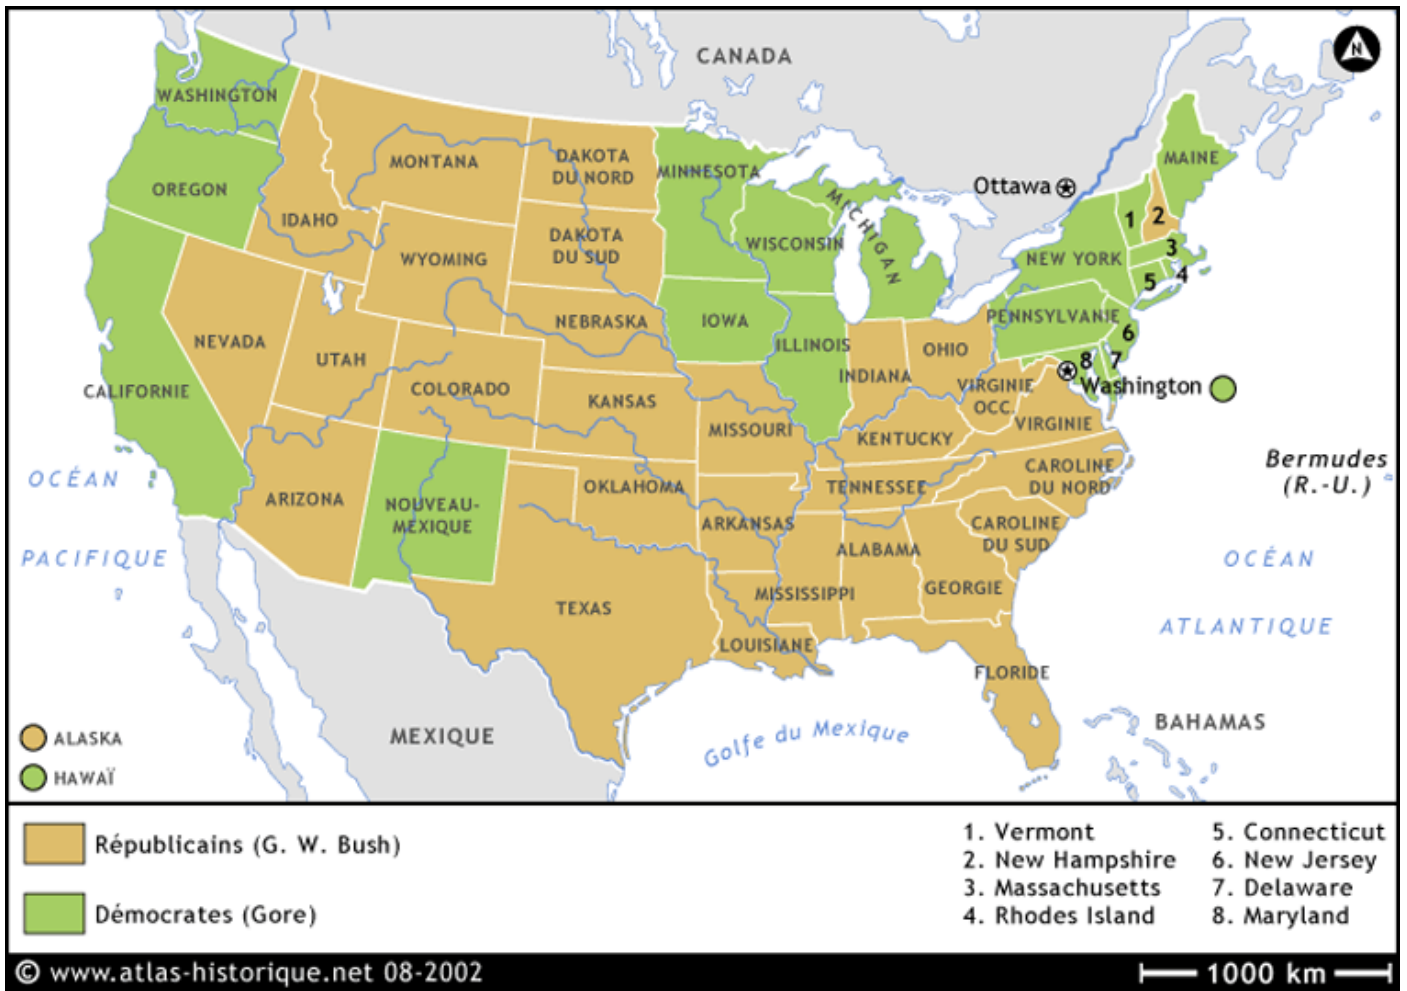 N
CANADA
WASHINGTON
MONTANA
DAKOTA
DU NORD
MINNESOTA
MAINE
Ottawa
OREGON
IDAHO
MICHIGAN
1
2
DAKOTA
DU SUD
WISCONSIN
3
WYOMING
NEW YORK
4
5
NEBRASKA
IOWA
PENNSYLVANIE
6
NEVADA
UTAH
ILLINOIS
OHIO
8
7
INDIANA
Washington
CALIFORNIE
COLORADO
VIRGINIE
OCC.
KANSAS
MISSOURI
VIRGINIE
KENTUCKY
Bermudes
(R.-U.)
OCÉAN
CAROLINE
DU NORD
ARIZONA
NOUVEAU-
MEXIQUE
OKLAHOMA
TENNESSEE
ARKANSAS
CAROLINE
DU SUD
PACIFIQUE
ALABAMA
OCÉAN
GEORGIE
MISSISSIPPI
TEXAS
ATLANTIQUE
LOUISIANE
FLORIDE
BAHAMAS
MEXIQUE
Golfe du Mexique
ALASKA
HAWAÏ
Républicains (G. W. Bush)
Démocrates (Gore)
1. Vermont
2. New Hampshire
3. Massachusetts
4. Rhodes Island
5. Connecticut
6. New Jersey
7. Delaware
8. Maryland
© www.atlas-historique.net 08-2002
1000 km